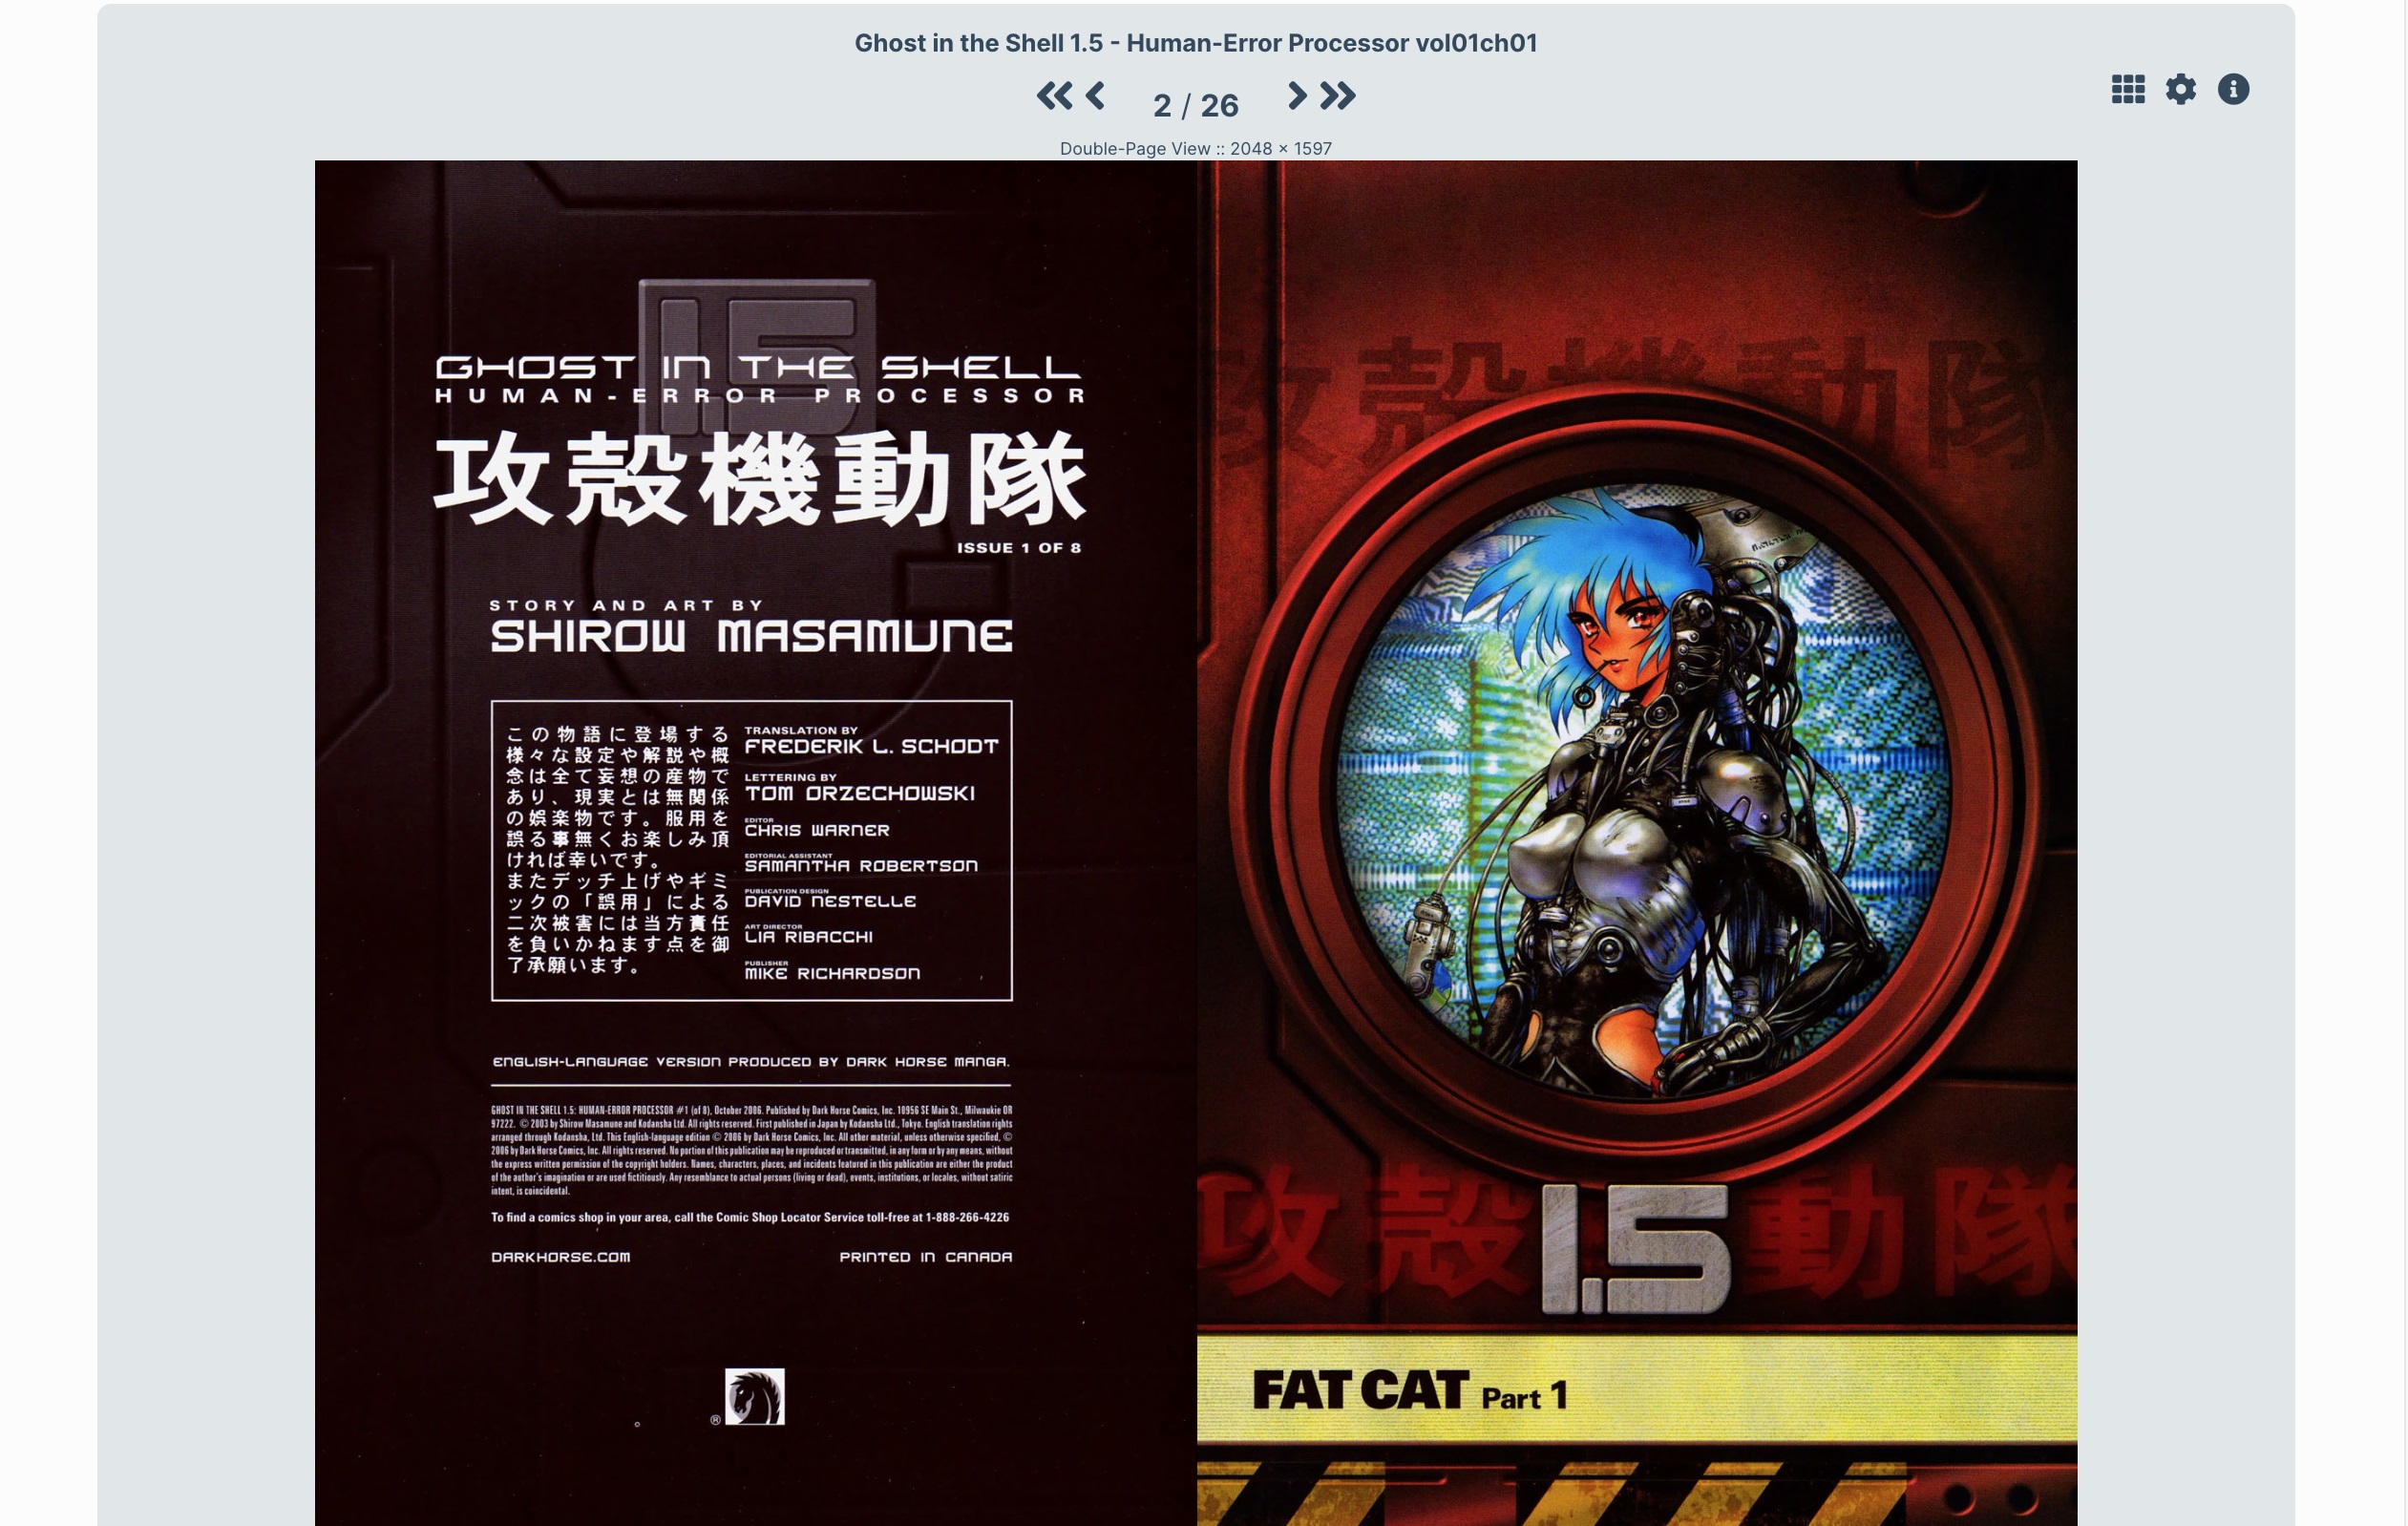 Ghost in the Shell 1.5 - Human-Error Processor vol01ch01
2 / 26
Double-Page View :: 2048 × 1597
1.5
GHOST IN THE SHELL
HUMAN-ERROR PROCESSOR
攻殻機動隊
ISSUE 1 OF 8
STORY AND ART BY
SHIROW MASAMUNE
この物語に登場する
様々な設定や解説や概
念は全て妄想の産物で
あり、現実とは無関係
の娯楽物です。服用を
誤る事無くお楽しみ頂
ければ幸いです。
またデッチ上げやギミ
ックの「誤用」による
二次被害には当方責任
を負いかねます点を御
了承願います。
TRANSLATION BY
FREDERIK L. SCHODT
LETTERING BY
TOM ORZECHOWSKI
EDITOR
CHRIS WARNER
EDITORIAL ASSISTANT
SAMANTHA ROBERTSON
PUBLICATION DESIGN
DAVID NESTELLE
ART DIRECTOR
LIA RIBACCHI
PUBLISHER
MIKE RICHARDSON
ENGLISH-LANGUAGE VERSION PRODUCED BY DARK HORSE MANGA.
GHOST IN THE SHELL 1.5: HUMAN-ERROR PROCESSOR #1 (of 8), October 2006. Published by Dark Horse Comics, Inc. 10956 SE Main St., Milwaukie OR
97222. © 2003 by Shirow Masamune and Kodansha Ltd. All rights reserved. First published in Japan by Kodansha Ltd., Tokyo. English translation rights
arranged through Kodansha, Ltd. This English-language edition © 2006 by Dark Horse Comics, Inc. All other material, unless otherwise specified, ©
2006 by Dark Horse Comics, Inc. All rights reserved. No portion of this publication may be reproduced or transmitted, in any form or by any means, without
the express written permission of the copyright holders. Names, characters, places, and incidents featured in this publication are either the product
of the author's imagination or are used fictitiously. Any resemblance to actual persons (living or dead), events, institutions, or locales, without satiric
intent, is coincidental.
To find a comics shop in your area, call the Comic Shop Locator Service toll-free at 1-888-266-4226
DARKHORSE.COM PRINTED IN CANADA
®
攻殻機動隊
攻殻 動隊
1.5
FAT CAT Part 1